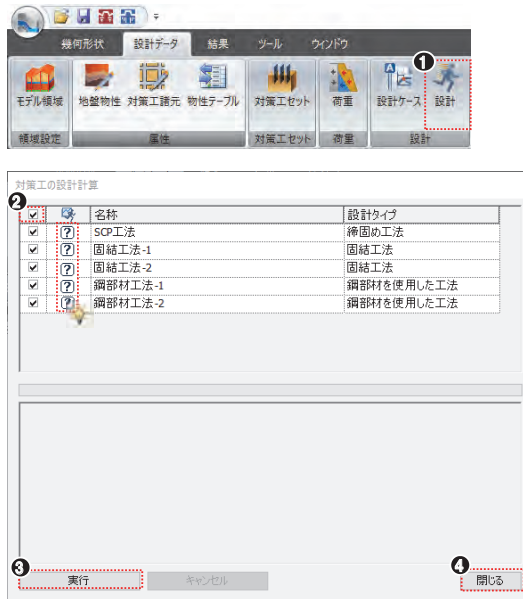 幾何形状 設計データ 結果 ツール ウィンドウ
❶
モデル領域 地盤物性 対策工諸元 物性テーブル 対策工セット 荷重 設計ケース 設計
領域設定 属性 対策工セット 荷重 設計
対策工の設計計算
❷
名称 設計タイプ
? SCP工法 締固め工法
? 固結工法-1 固結工法
? 固結工法-2 固結工法
? 鋼部材工法-1 鋼部材を使用した工法
? 鋼部材工法-2 鋼部材を使用した工法
❸ ❹
実行 キャンセル 閉じる